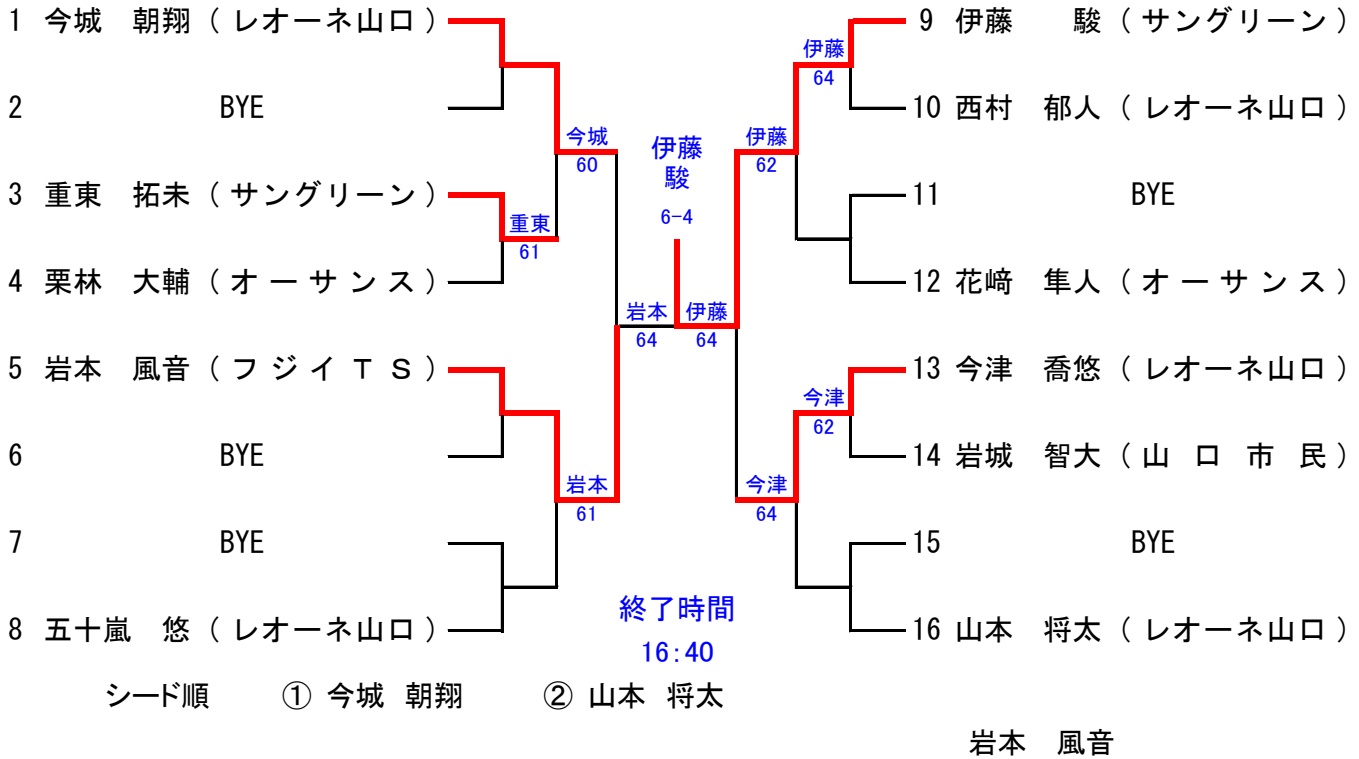 1 今城 朝翔 ( レオーネ山口 )
2 BYE
3 重東 拓未 ( サングリーン )
4 栗林 大輔 ( オーサンス )
5 岩本 風音 ( フジイTS )
6 BYE
7 BYE
8 五十嵐 悠 ( レオーネ山口 )
今城
60
重東
61
岩本
61
岩本
64
伊藤
駿
6-4
伊藤
64
伊藤
62
伊藤
64
今津
62
今津
64
9 伊藤 駿 ( サングリーン )
10 西村 郁人 ( レオーネ山口 )
11 BYE
12 花﨑 隼人 ( オーサンス )
13 今津 喬悠 ( レオーネ山口 )
14 岩城 智大 ( 山口市民 )
15 BYE
16 山本 将太 ( レオーネ山口 )
終了時間
16:40
シード順 ① 今城 朝翔 ② 山本 将太
岩本 風音